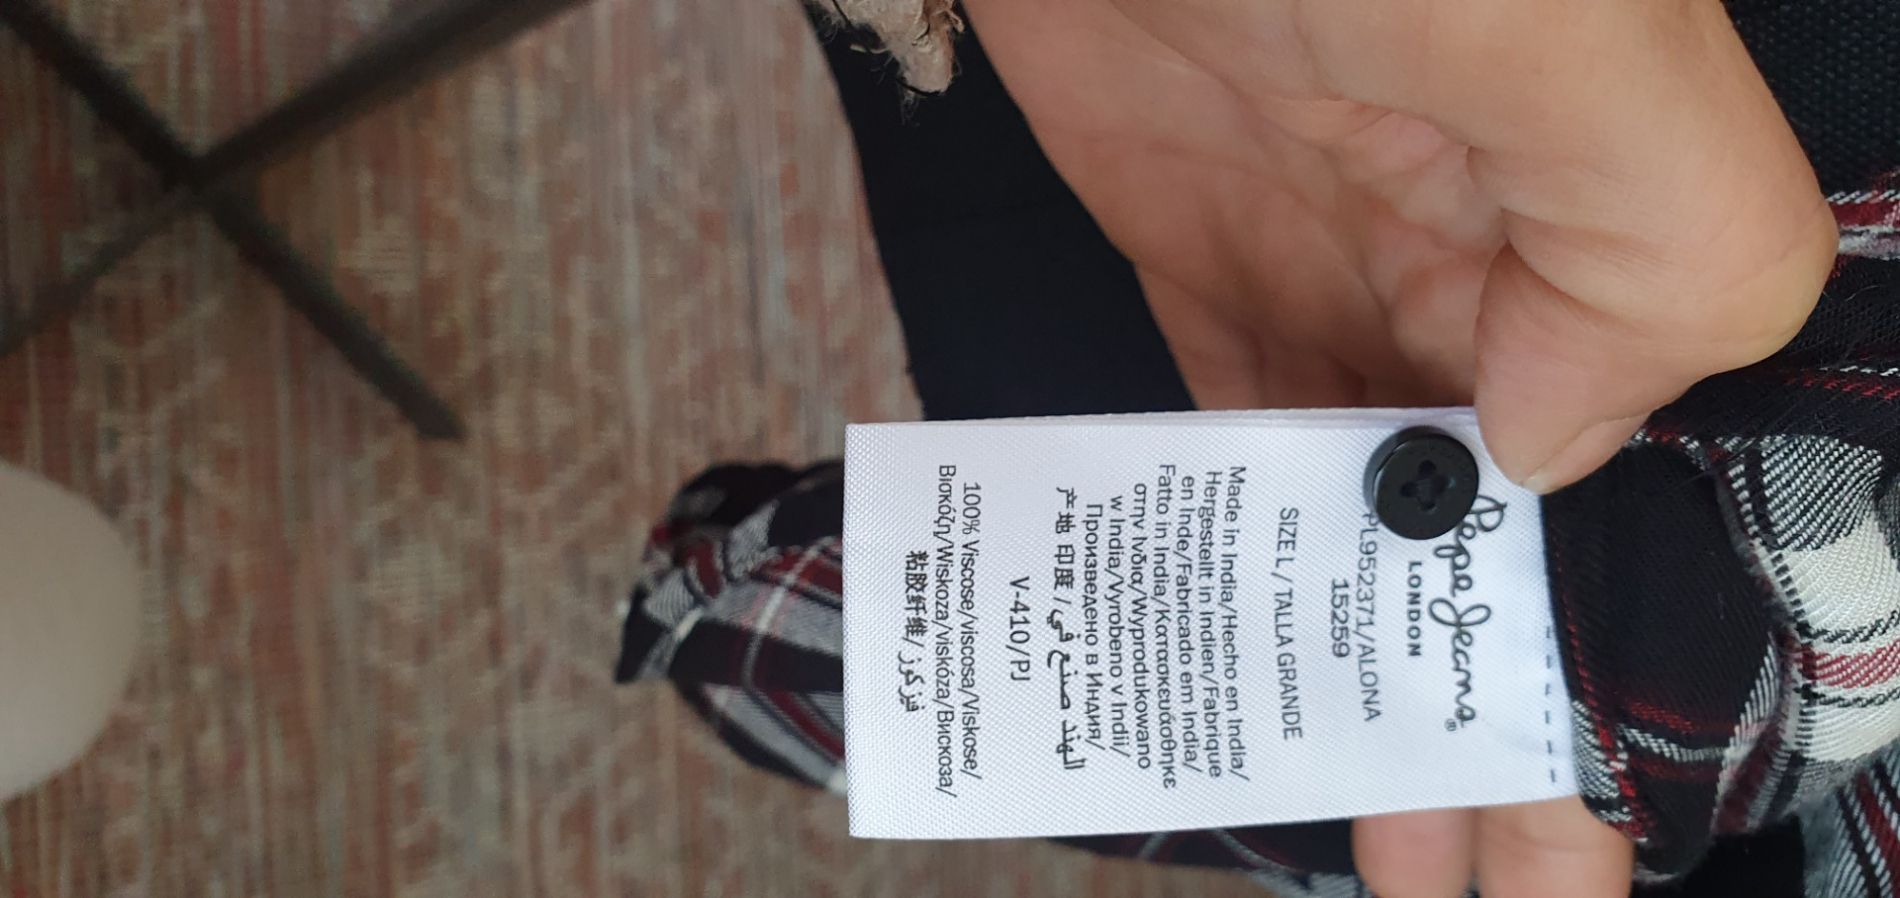 Pepe Jeans®
LONDON
PL952371/ALONA
15259
SIZE L / TALLA GRANDE
Made in India/Hecho en India/
Hergestellt in Indien/Fabrique
en Inde/Fabricado em India/
Fatto in India/Κατασκευάσθηκε
στην Ινδια/Wyprodukowano
w India/Vyrobeno v Indii/
Произведено в Индия/
产地 印度 / الهند صنع في
V-410/PJ
100% Viscose/viscosa/Viskose/
Βισκόζη/Wiskoza/viskóza/Вискоза/
粘胶纤维/ فيزكوز